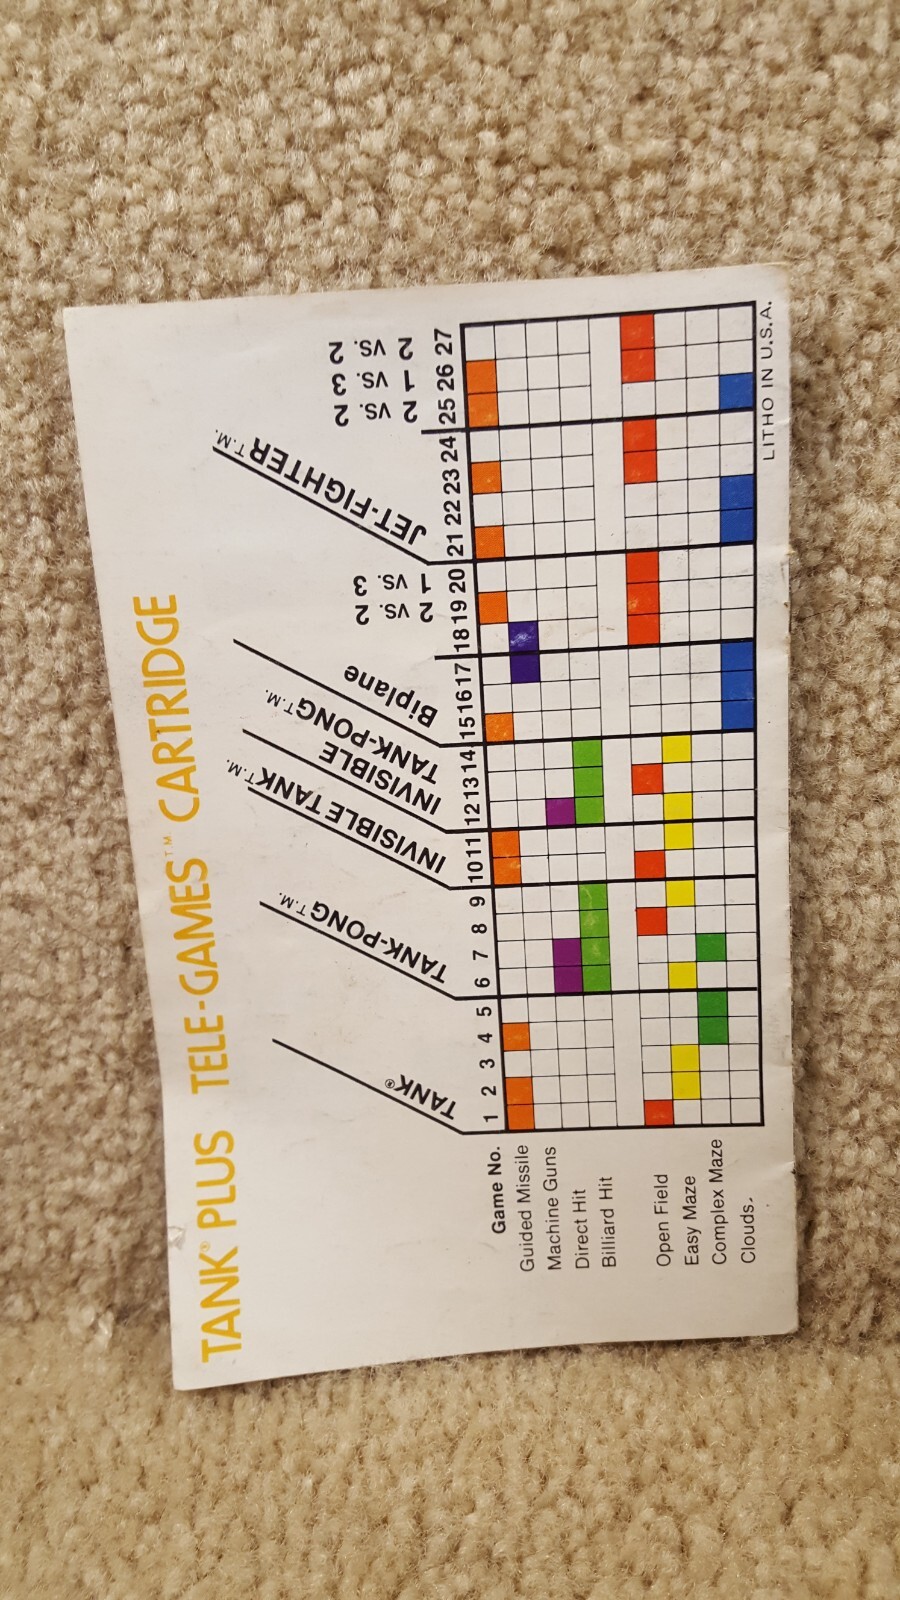 TANK® PLUS TELE-GAMES™ CARTRIDGE
TANK®
TANK-PONG T.M.
INVISIBLE TANK T.M.
INVISIBLE
TANK-PONG T.M.
Biplane
2 vs. 2
1 vs. 3
JET-FIGHTER T.M.
2 vs. 2
1 vs. 3
2 vs. 2
Game No. 1 2 3 4 5 6 7 8 9 10 11 12 13 14 15 16 17 18 19 20 21 22 23 24 25 26 27
Guided Missile
Machine Guns
Direct Hit
Billiard Hit
Open Field
Easy Maze
Complex Maze
Clouds.
LITHO IN U.S.A.